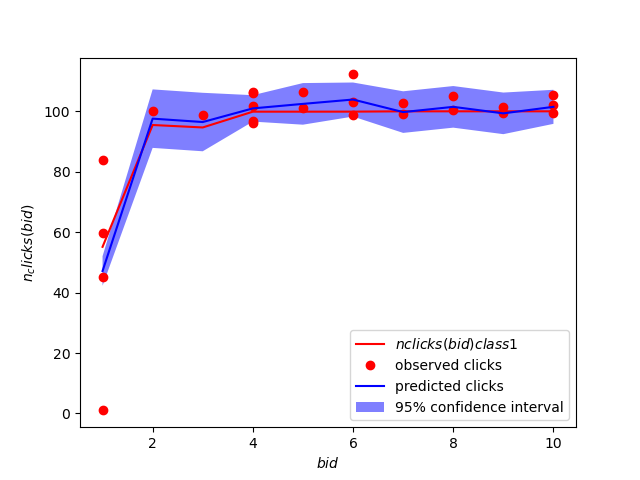 100
80
60
40
20
0
n_clicks(bid)
2
4
6
8
10
bid
nclicks(bid)class1
observed clicks
predicted clicks
95% confidence interval